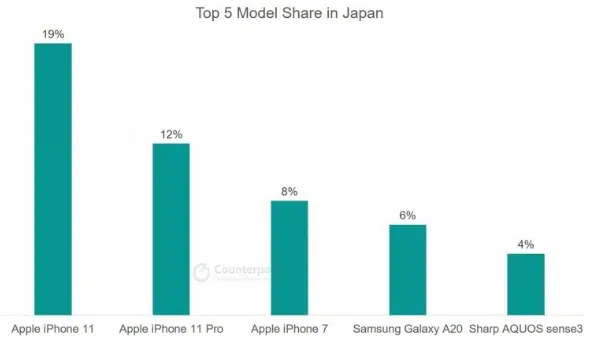 Top 5 Model Share in Japan
19%
12%
8%
6%
4%
Counterpo
Apple iPhone 11
Apple iPhone 11 Pro
Apple iPhone 7
Samsung Galaxy A20
Sharp AQUOS sense3